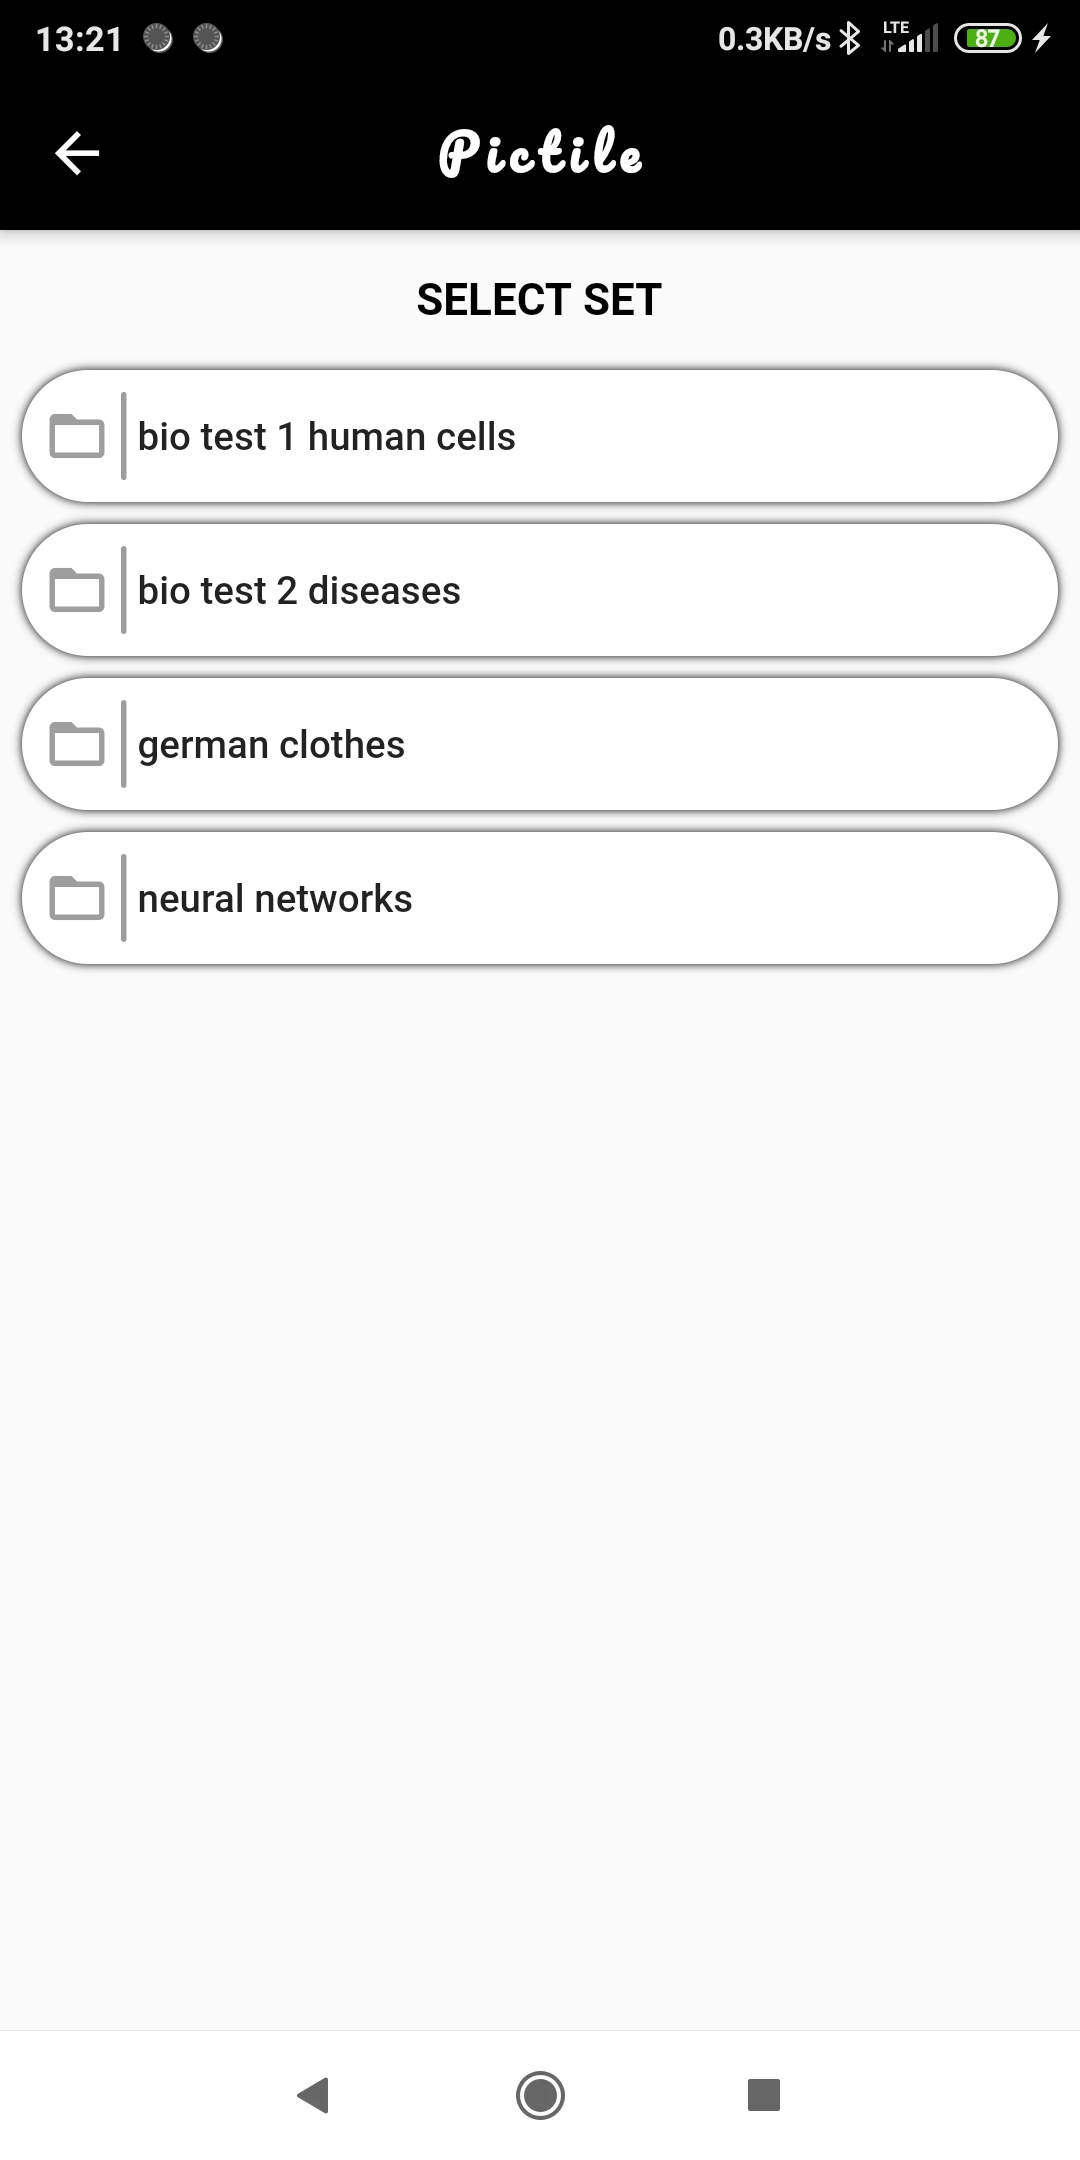 13:21 0.3KB/s LTE 87
Pictile
SELECT SET
bio test 1 human cells
bio test 2 diseases
german clothes
neural networks